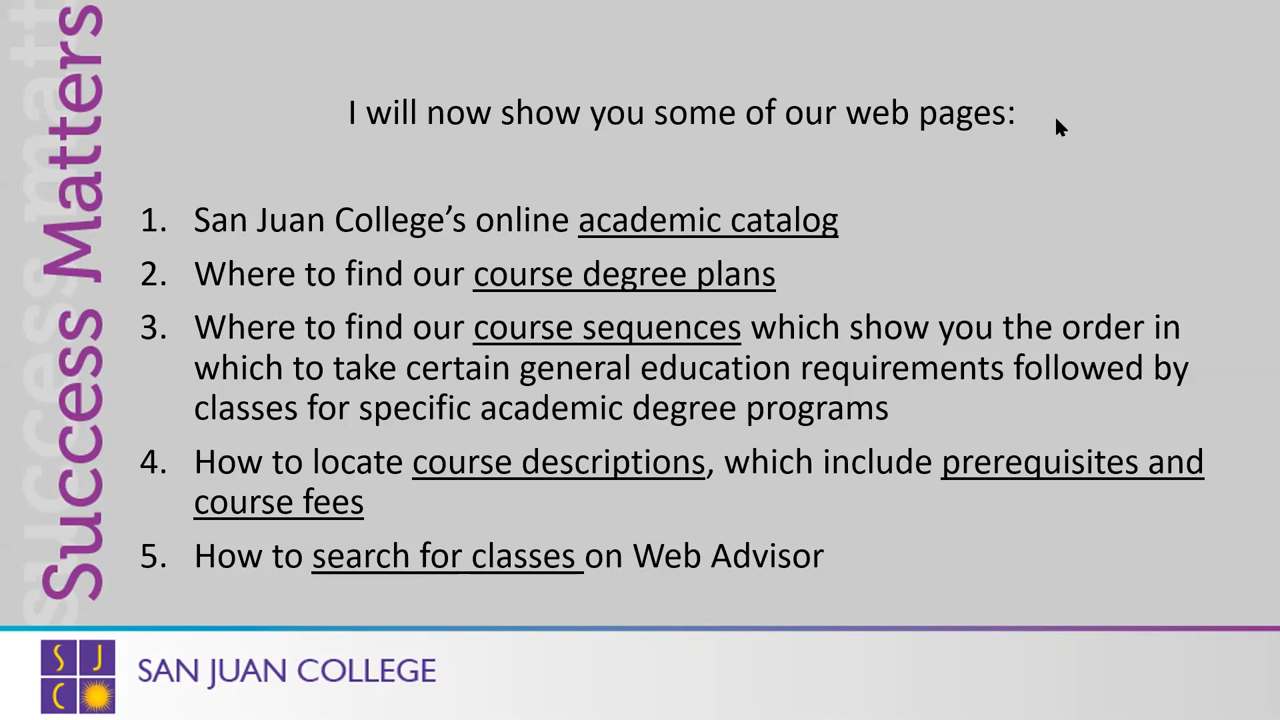 Success Matters
success matt
I will now show you some of our web pages:
1. San Juan College’s online academic catalog
2. Where to find our course degree plans
3. Where to find our course sequences which show you the order in
which to take certain general education requirements followed by
classes for specific academic degree programs
4. How to locate course descriptions, which include prerequisites and
course fees
5. How to search for classes on Web Advisor
S J
C
SAN JUAN COLLEGE